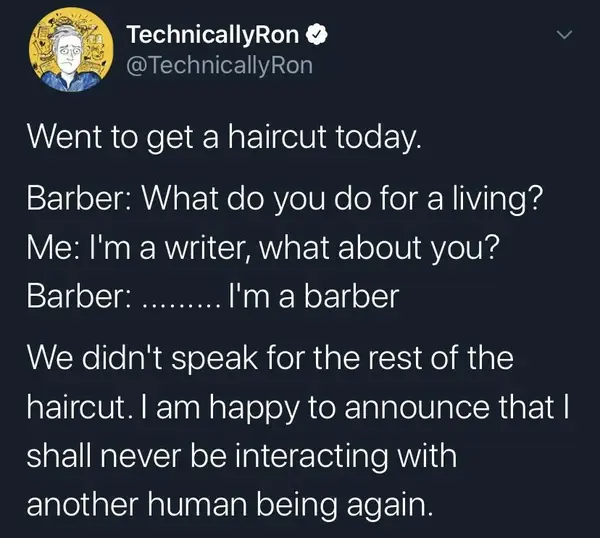 TechnicallyRon
@TechnicallyRon
Went to get a haircut today.
Barber: What do you do for a living?
Me: I'm a writer, what about you?
Barber: ......... I'm a barber
We didn't speak for the rest of the
haircut. I am happy to announce that I
shall never be interacting with
another human being again.